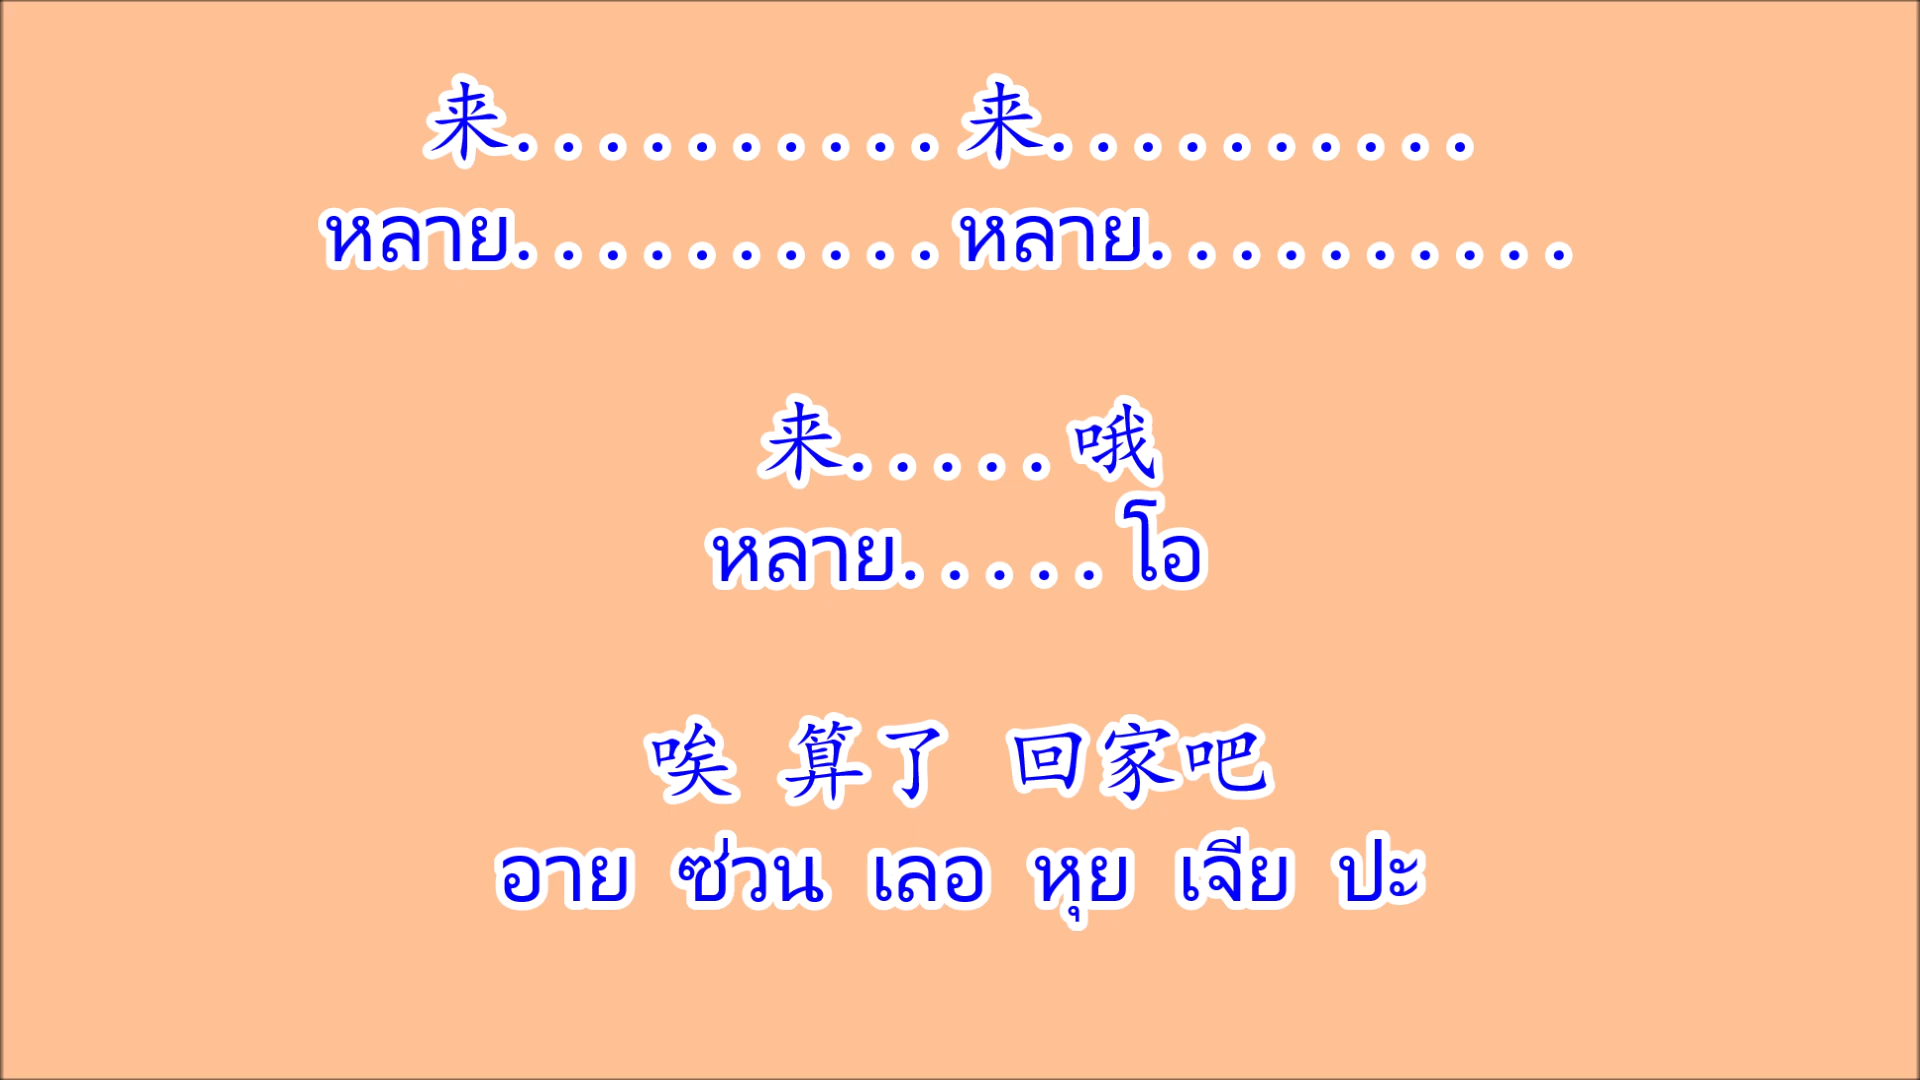 来..........来..........
หลาย..........หลาย..........
来.....哦
หลาย.....โอ
唉 算了 回家吧
อาย ซ่วน เลอ หุย เจีย ปะ